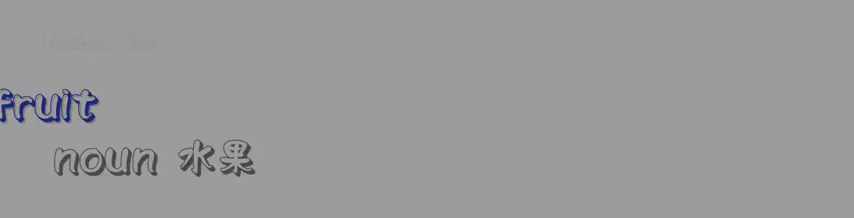 fruit
noun 水果